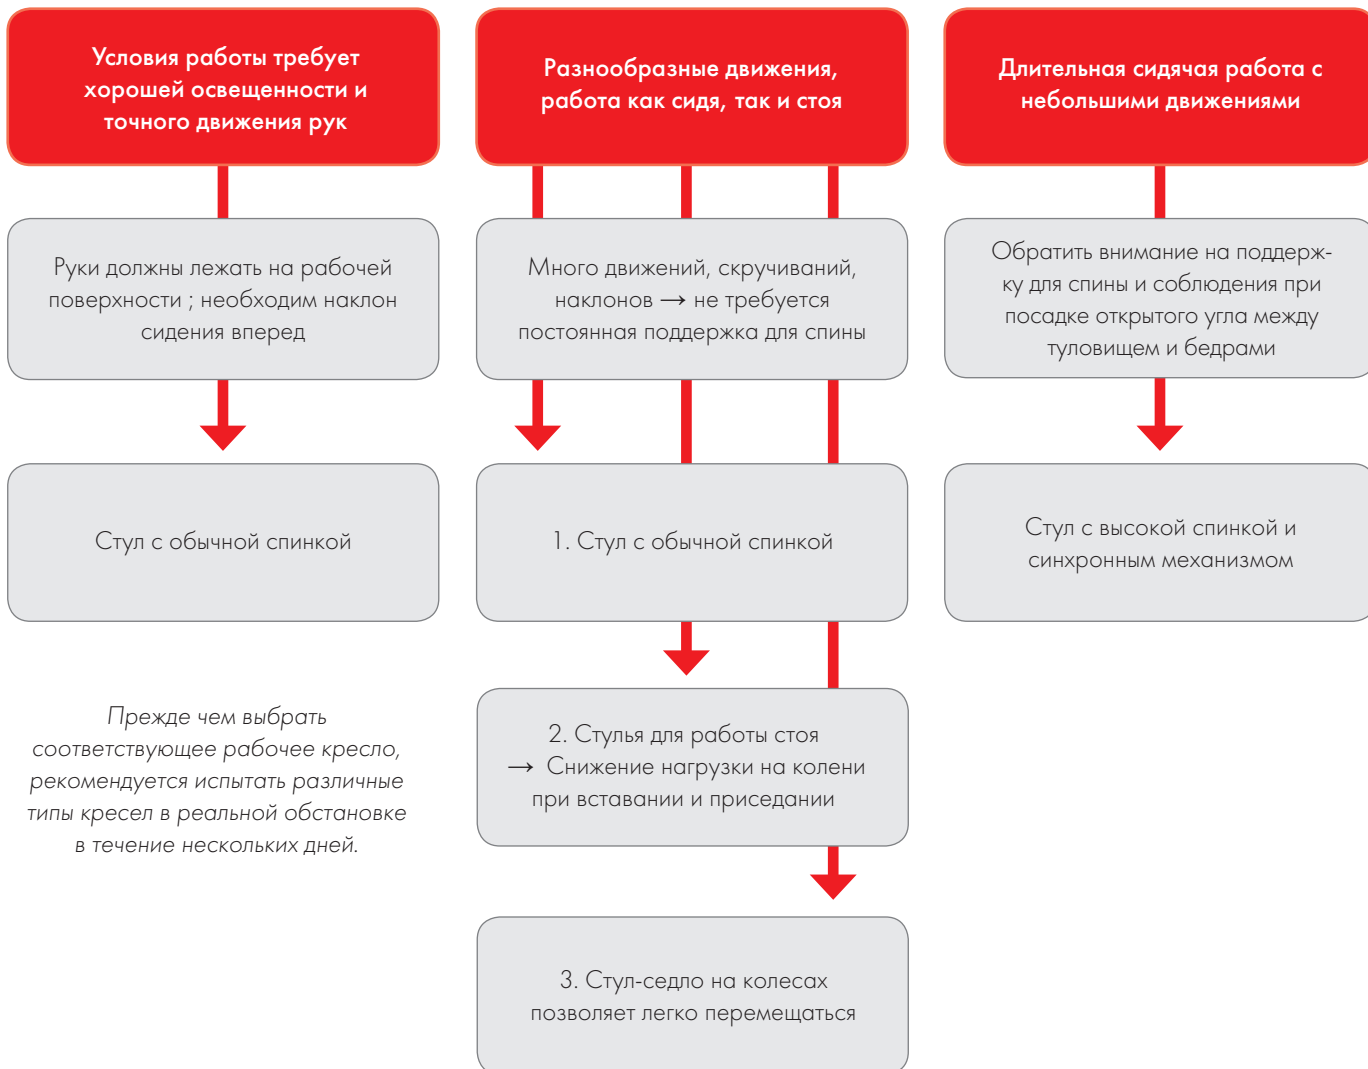 Условия работы требует
хорошей освещенности и
точного движения рук
Разнообразные движения,
работа как сидя, так и стоя
Длительная сидячая работа с
небольшими движениями
Руки должны лежать на рабочей
поверхности ; необходим наклон
сидения вперед
Много движений, скручиваний,
наклонов → не требуется
постоянная поддержка для спины
Обратить внимание на поддерж-
ку для спины и соблюдения при
посадке открытого угла между
туловищем и бедрами
Стул с обычной спинкой
1. Стул с обычной спинкой
Стул с высокой спинкой и
синхронным механизмом
Прежде чем выбрать
соответствующее рабочее кресло,
рекомендуется испытать различные
типы кресел в реальной обстановке
в течение нескольких дней.
2. Стулья для работы стоя
→ Снижение нагрузки на колени
при вставании и приседании
3. Стул-седло на колесах
позволяет легко перемещаться